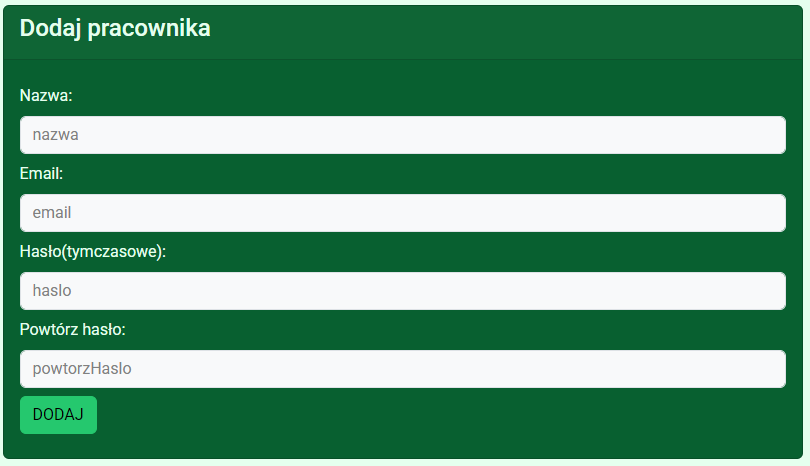 Dodaj pracownika
Nazwa:
nazwa
Email:
email
Hasło(tymczasowe):
haslo
Powtórz hasło:
powtorzHaslo
DODAJ